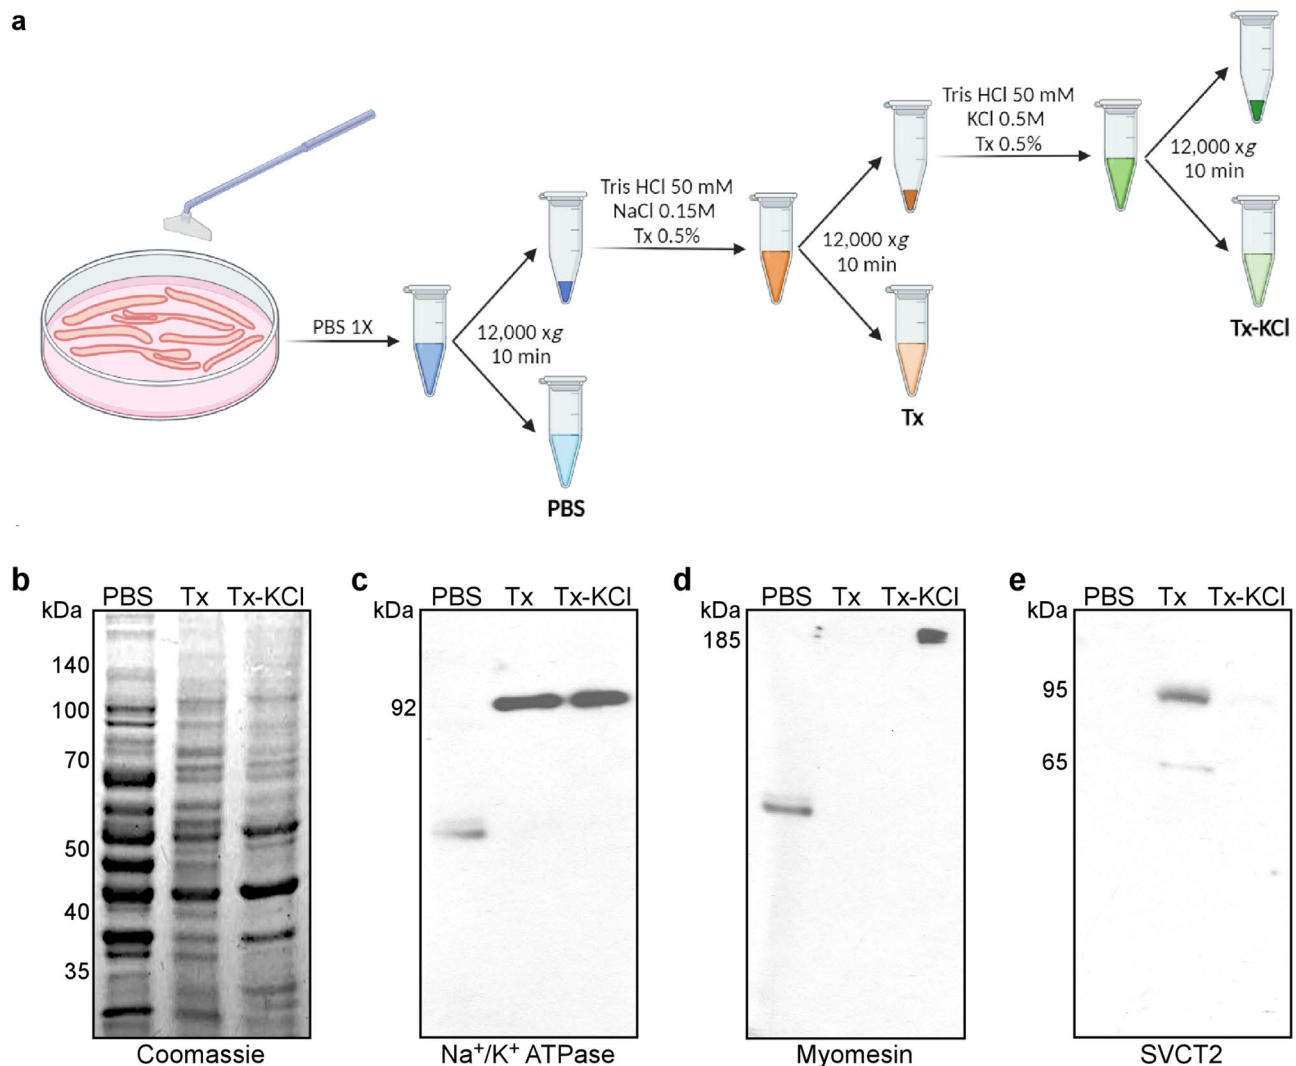 a
Tris HCl 50 mM
KCl 0.5M
Tx 0.5%
12,000 xg
10 min
Tris HCl 50 mM
NaCl 0.15M
Tx 0.5%
12,000 xg
10 min
PBS 1X
12,000 xg
10 min
Tx-KCl
Tx
PBS
b
kDa
PBS Tx Tx-KCl
140
100
70
50
40
35
Coomassie
c
kDa
PBS Tx Tx-KCl
92
Na+/K+ ATPase
d
kDa
PBS Tx Tx-KCl
185
Myomesin
e
kDa
PBS Tx Tx-KCl
95
65
SVCT2